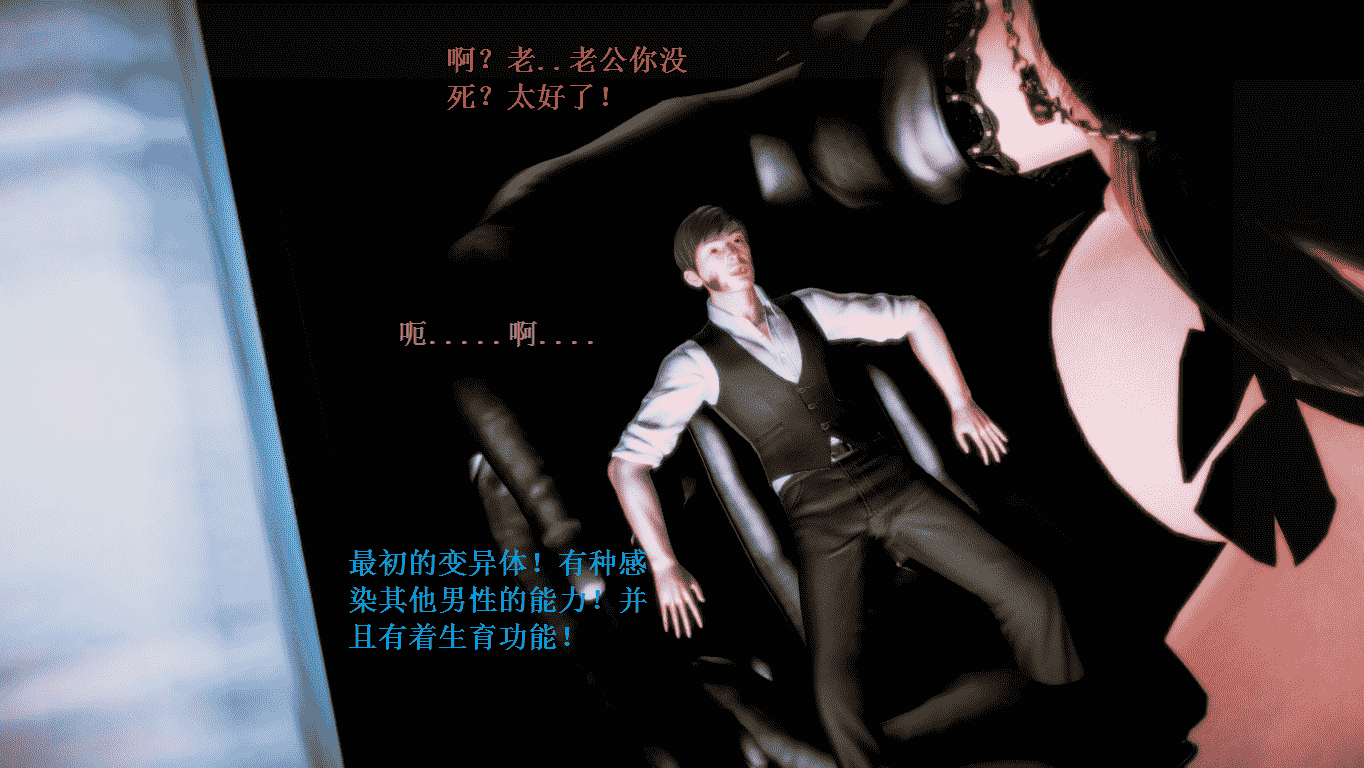 啊？老..老公你没
死？太好了！
呃.....啊....
最初的变异体！有种感
染其他男性的能力！并
且有着生育功能！